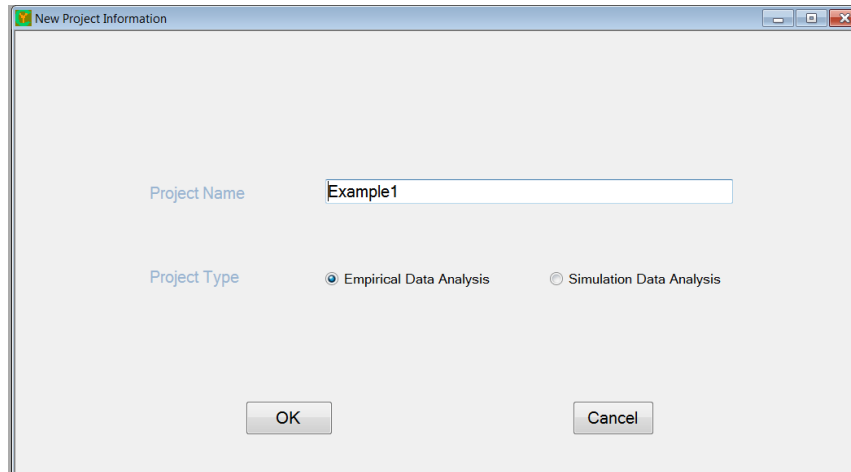 New Project Information
Project Name Example1
Project Type Empirical Data Analysis Simulation Data Analysis
OK Cancel